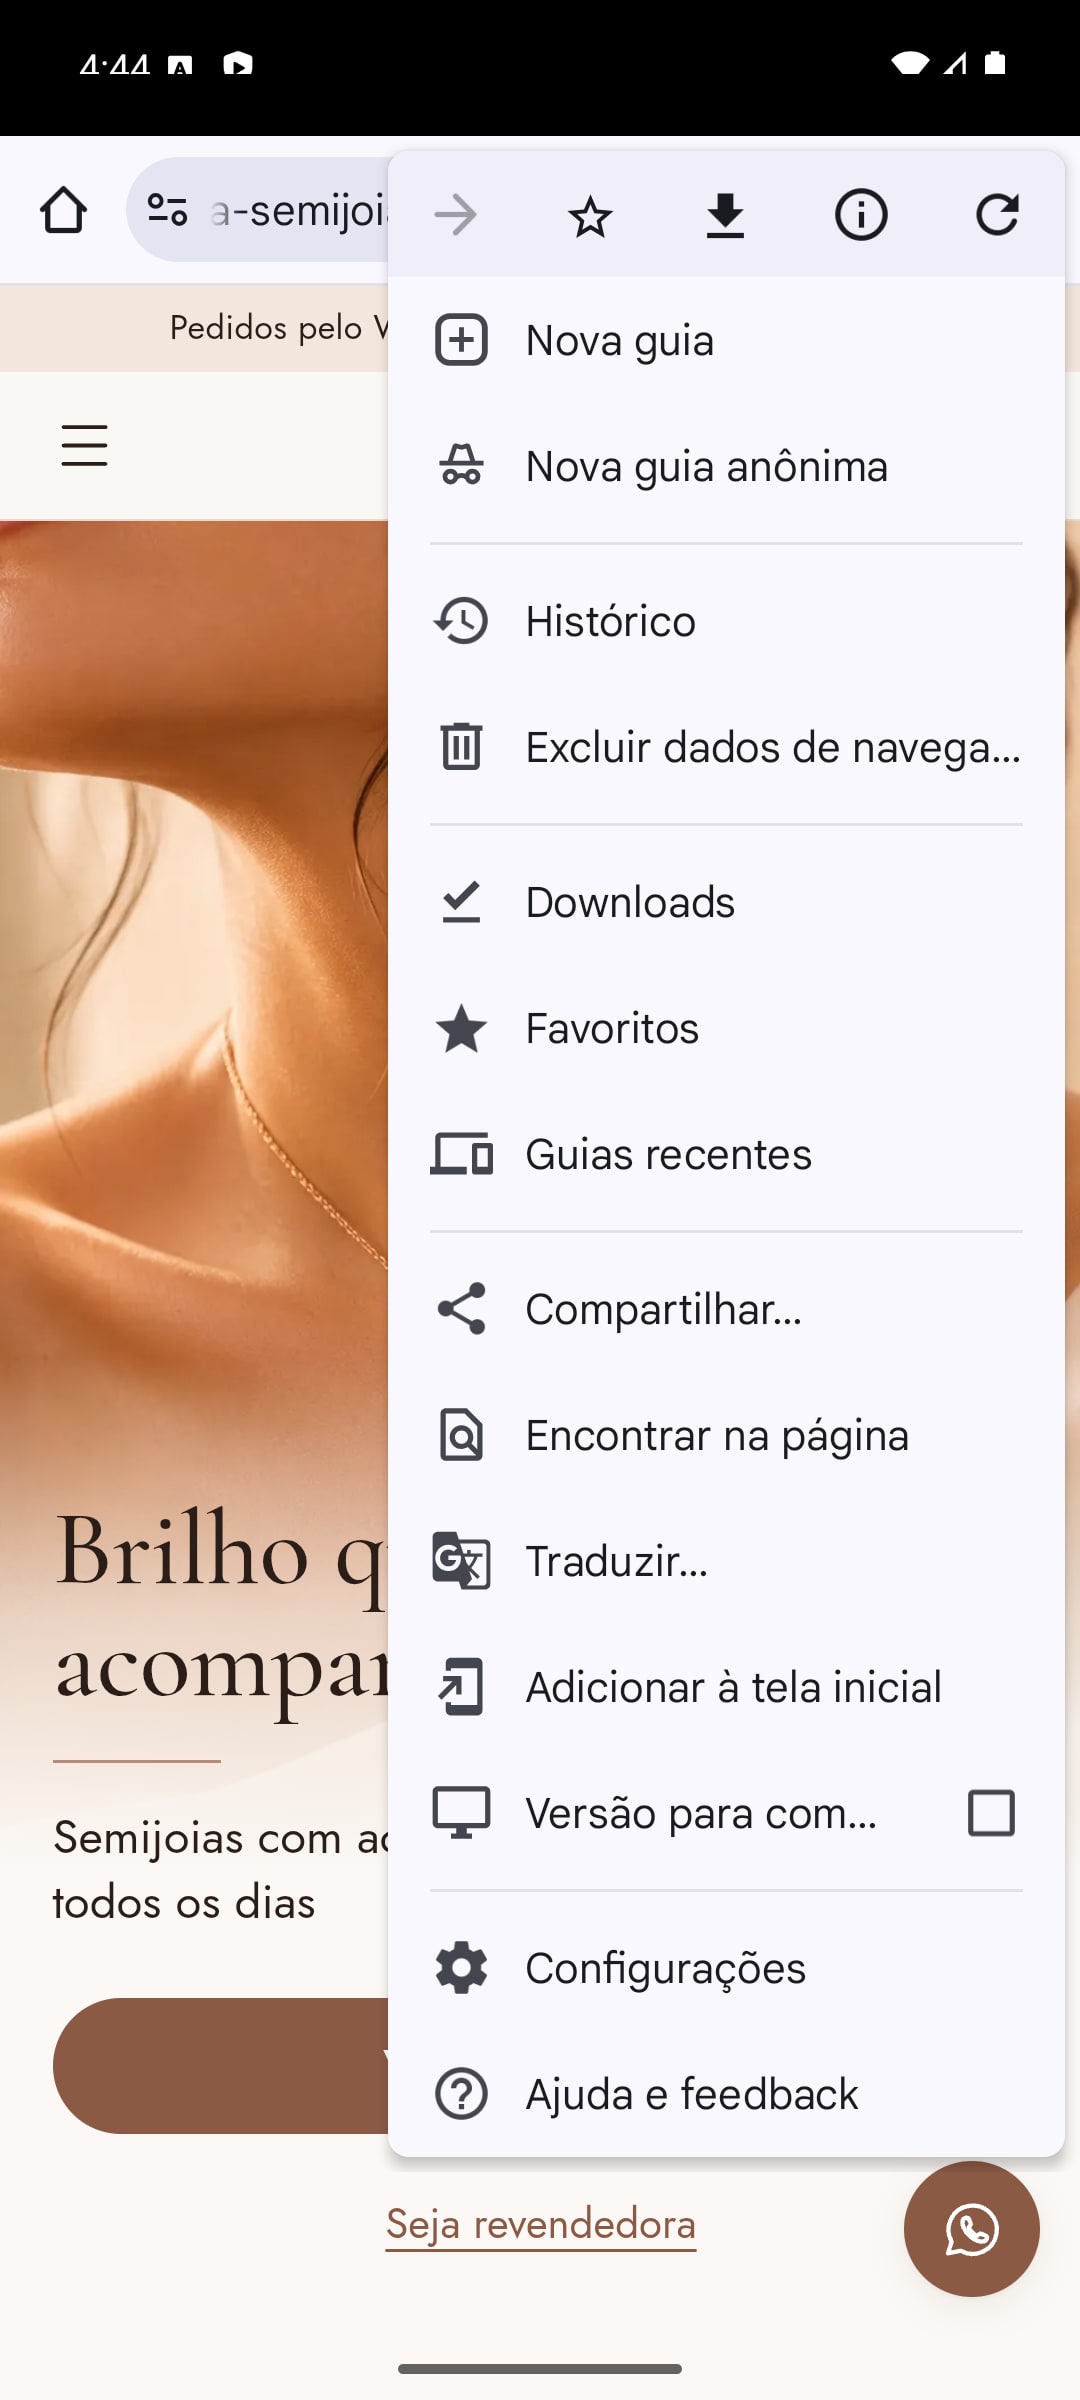 4:44
a-semijoi
Pedidos pelo
Nova guia
Nova guia anônima
Histórico
Excluir dados de navega...
Downloads
Favoritos
Guias recentes
Compartilhar...
Encontrar na página
Traduzir...
Adicionar à tela inicial
Versão para com...
Configurações
Ajuda e feedback
Brilho
acompa
Semijoias com
todos os dias
Seja revendedora